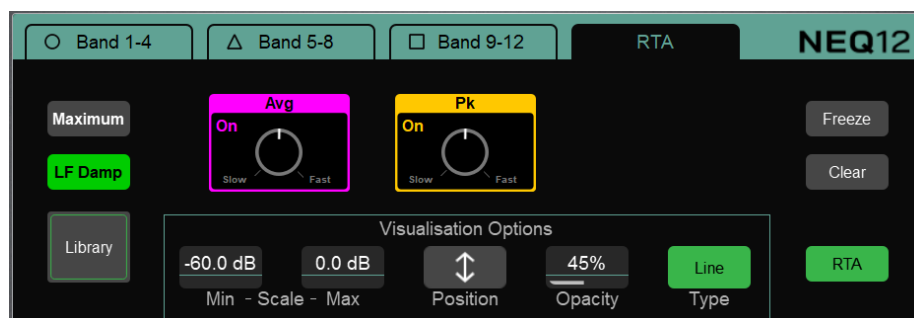 Band 1-4
Band 5-8
Band 9-12
RTA
NEQ12
Maximum
LF Damp
Library
Avg
On
Slow
Fast
Pk
On
Slow
Fast
Freeze
Clear
RTA
Visualisation Options
-60.0 dB
0.0 dB
45%
Line
Min - Scale - Max
Position
Opacity
Type